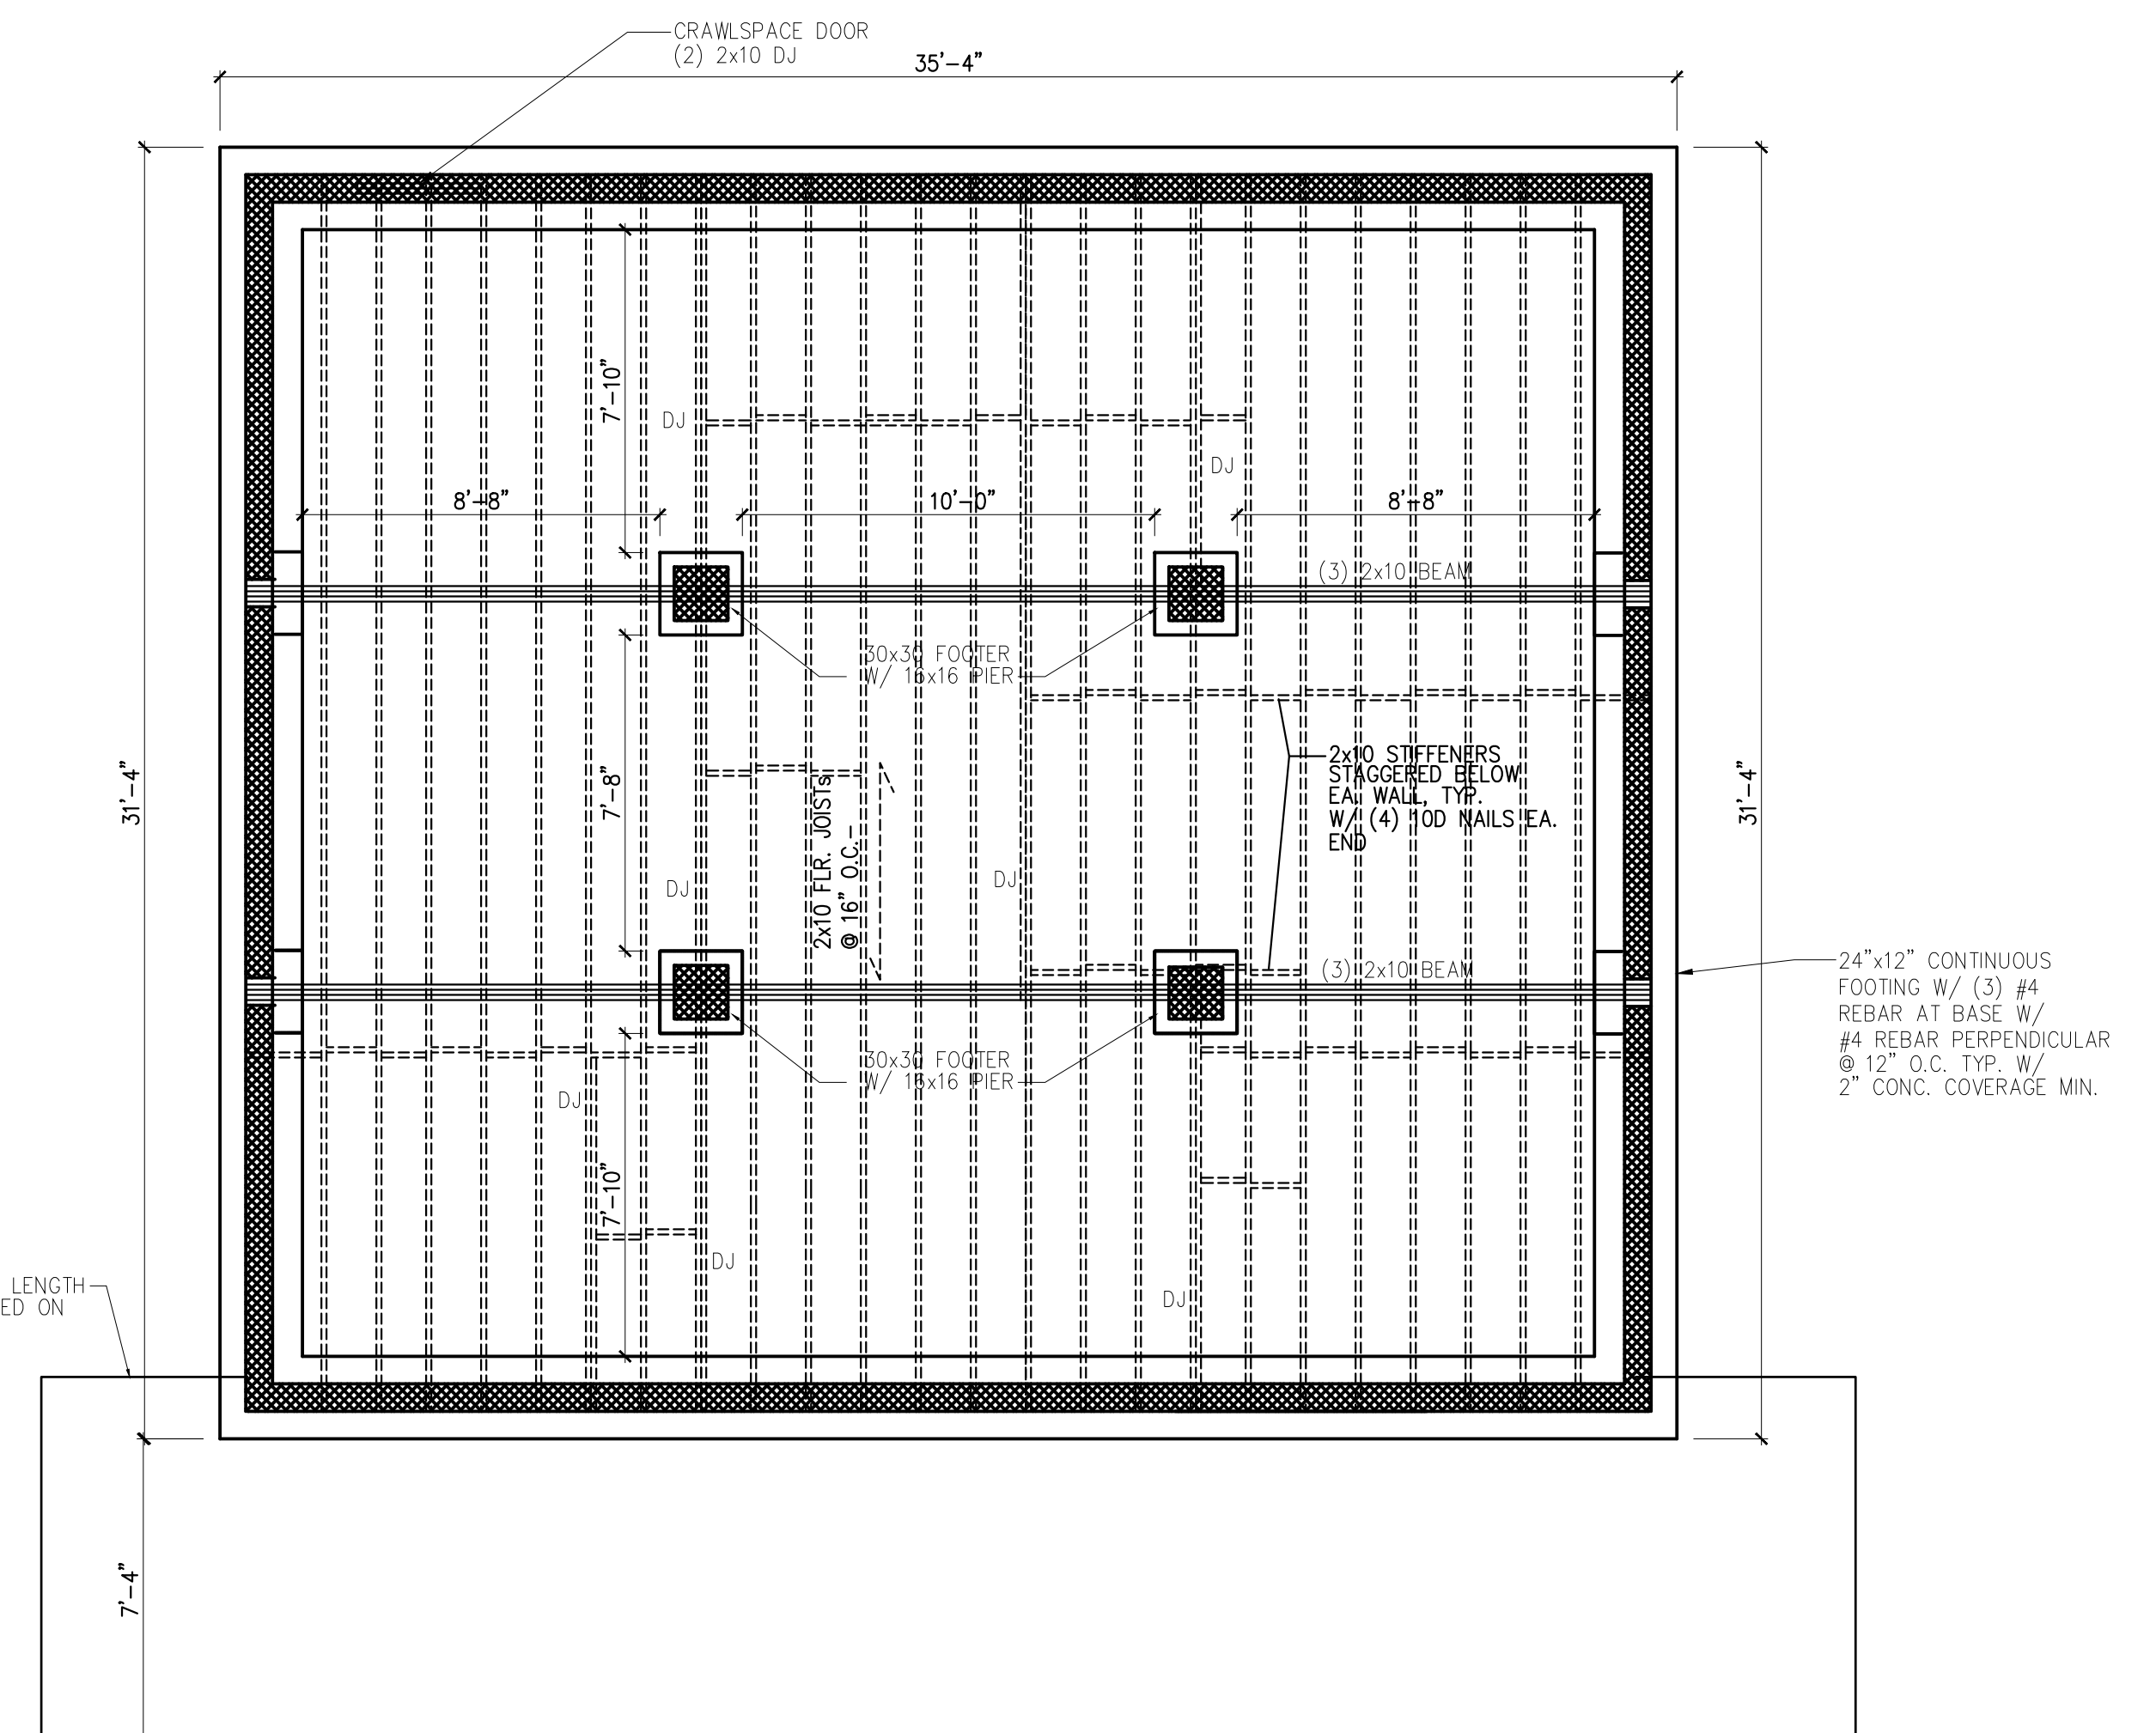 CRAWLSPACE DOOR
(2) 2x10 DJ
35'-4"
7'-10"
DJ
DJ
8'-8"
10'-0"
8'-8"
(3) 2x10 BEAM
30x30 FOOTER
W/ 16x16 PIER
31'-4"
7'-8"
2x10 FLR. JOISTs
@ 16" O.C. –
2x10 STIFFENERS
STAGGERED BELOW
EA. WALL, TYP.
W/ (4) 10D NAILS EA.
END
31'-4"
DJ
DJ
(3) 2x10 BEAM
24"x12" CONTINUOUS
FOOTING W/ (3) #4
REBAR AT BASE W/
#4 REBAR PERPENDICULAR
@ 12" O.C. TYP. W/
2" CONC. COVERAGE MIN.
30x30 FOOTER
W/ 16x16 PIER
DJ
7'-10"
DJ
DJ
LENGTH
ED ON
7'-4"